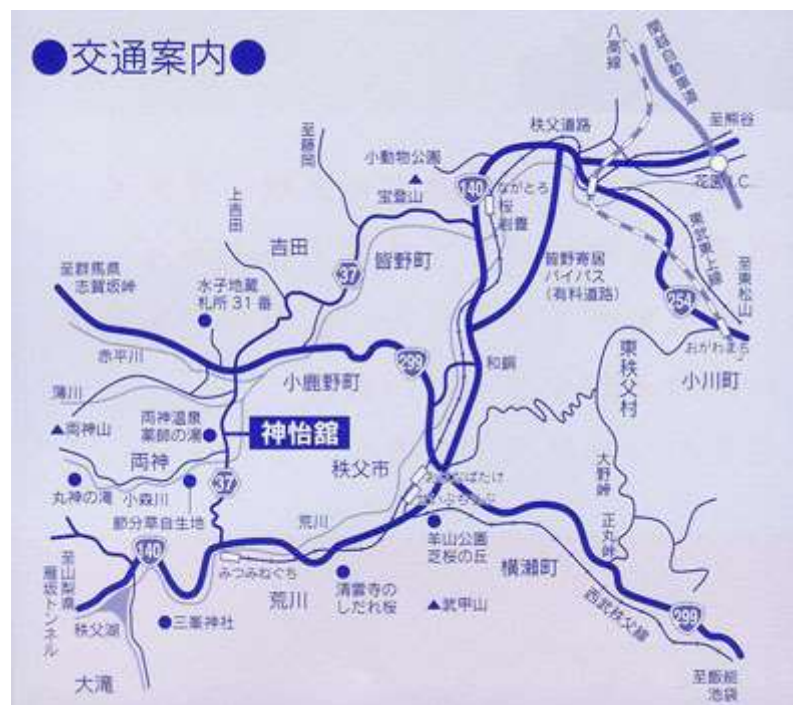 ●交通案内●
八高線
関越自動車道
至熊谷
秩父道路
花園I.C
至藤岡
小動物公園
宝登山
140
ながとろ
桜
岩畳
上吉田
吉田
37
皆野町
皆野寄居
バイパス
(有料道路)
東武東上線
至東松山
254
至群馬県
志賀坂峠
水子地蔵
札所 31 番
赤平川
299
和銅
おがわまち
小川町
東秩父村
小鹿野町
薄川
両神山
両神温泉
薬師の湯
神怡舘
両神
秩父市
大野峠
丸神の滝
小森川
37
節分草自生地
荒川
羊山公園
芝桜の丘
正丸峠
横瀬町
140
みつみねぐち
至山梨県
雁坂トンネル
荒川
清雲寺の
しだれ桜
武甲山
西武秩父線
299
秩父湖
三峯神社
大滝
至飯能
池袋